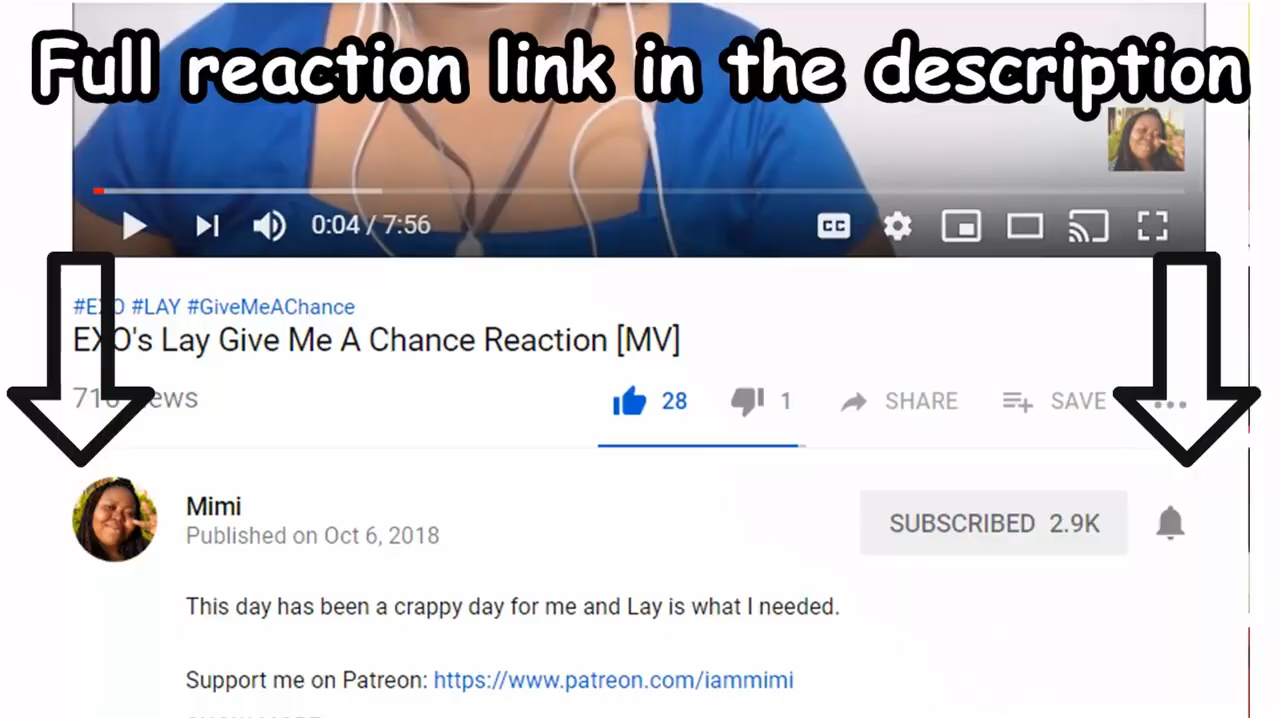 Full reaction link in the description
0:04 / 7:56
CC
#EXO #LAY #GiveMeAChance
EXO's Lay Give Me A Chance Reaction [MV]
28
1
SHARE
SAVE
Mimi
SUBSCRIBED 2.9K
Published on Oct 6, 2018
This day has been a crappy day for me and Lay is what I needed.
Support me on Patreon: https://www.patreon.com/iammimi